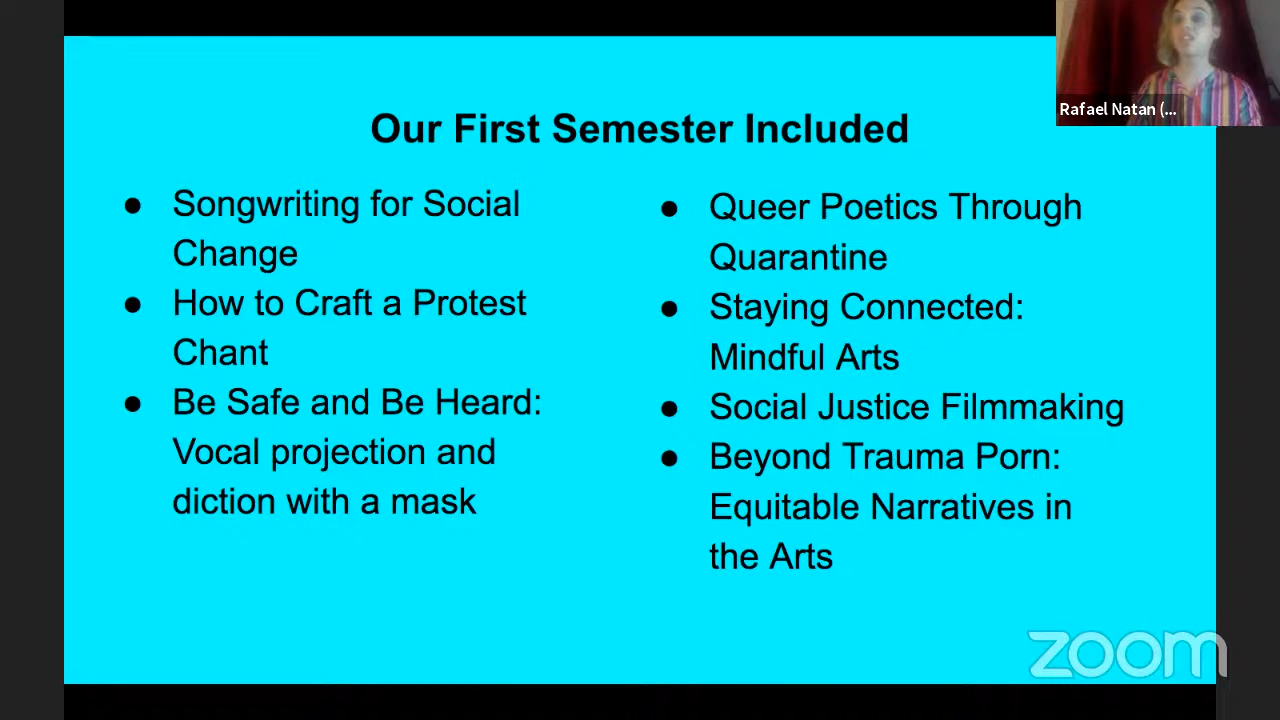 Our First Semester Included
● Songwriting for Social
Change
● How to Craft a Protest
Chant
● Be Safe and Be Heard:
Vocal projection and
diction with a mask
● Queer Poetics Through
Quarantine
● Staying Connected:
Mindful Arts
● Social Justice Filmmaking
● Beyond Trauma Porn:
Equitable Narratives in
the Arts
Rafael Natan (...
zoom